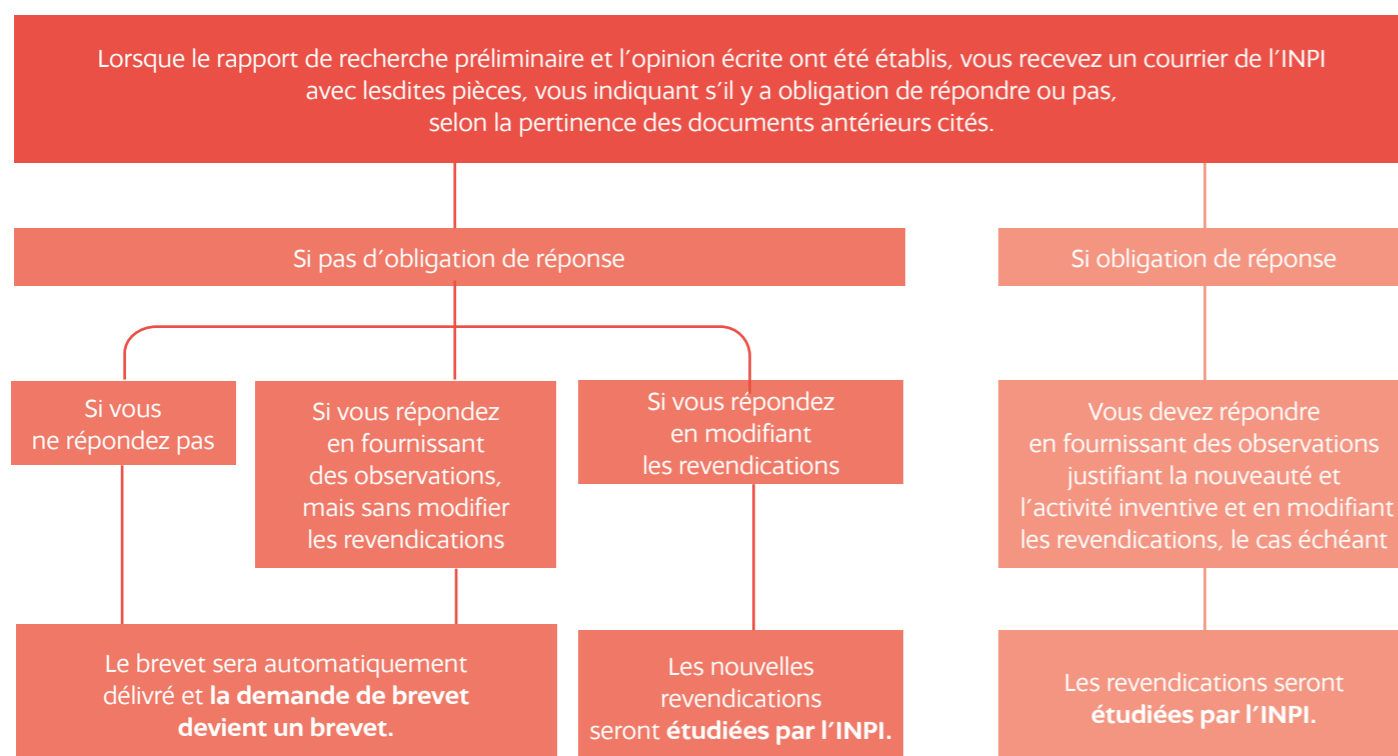 Lorsque le rapport de recherche préliminaire et l’opinion écrite ont été établis, vous recevez un courrier de l’INPI
avec lesdites pièces, vous indiquant s’il y a obligation de répondre ou pas,
selon la pertinence des documents antérieurs cités.
Si pas d’obligation de réponse
Si obligation de réponse
Si vous
ne répondez pas
Si vous répondez
en fournissant
des observations,
mais sans modifier
les revendications
Si vous répondez
en modifiant
les revendications
Vous devez répondre
en fournissant des observations
justifiant la nouveauté et
l’activité inventive et en modifiant
les revendications, le cas échéant
Le brevet sera automatiquement
délivré et la demande de brevet
devient un brevet.
Les nouvelles
revendications
seront étudiées par l’INPI.
Les revendications seront
étudiées par l’INPI.